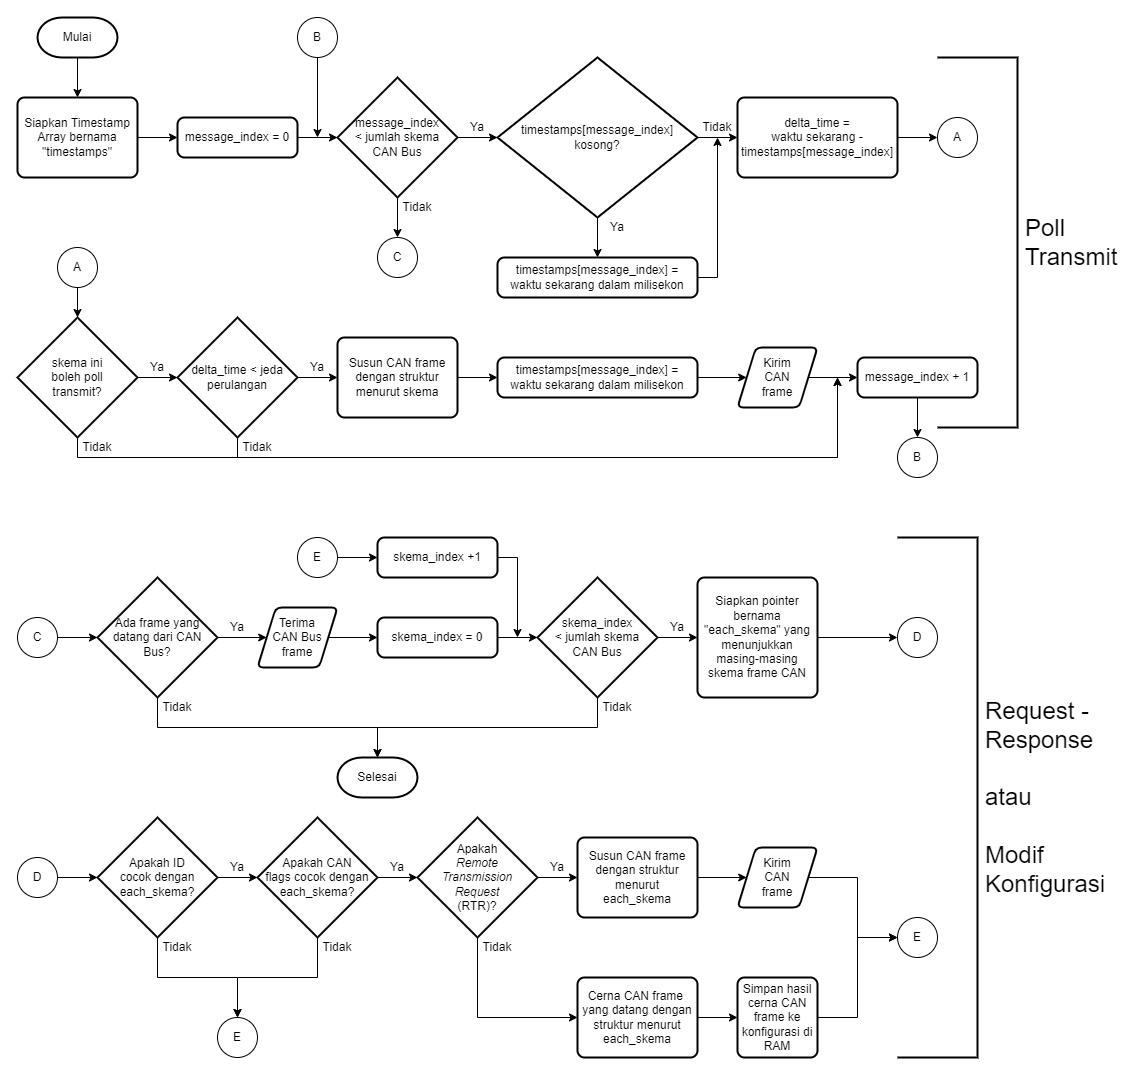 Mulai
B
Siapkan Timestamp
Array bernama
"timestamps"
message_index = 0
message_index
< jumlah skema
CAN Bus
Ya
Tidak
C
timestamps[message_index]
kosong?
Tidak
Ya
timestamps[message_index] =
waktu sekarang dalam milisekon
delta_time =
waktu sekarang -
timestamps[message_index]
A
Poll
Transmit
A
skema ini
boleh poll
transmit?
Ya
Tidak
delta_time < jeda
perulangan
Ya
Tidak
Susun CAN frame
dengan struktur
menurut skema
timestamps[message_index] =
waktu sekarang dalam milisekon
Kirim
CAN
frame
message_index + 1
B
E
skema_index +1
C
Ada frame yang
datang dari CAN
Bus?
Ya
Tidak
Terima
CAN Bus
frame
skema_index = 0
skema_index
< jumlah skema
CAN Bus
Ya
Tidak
Siapkan pointer
bernama
"each_skema" yang
menunjukkan
masing-masing
skema frame CAN
D
Selesai
Request -
Response
atau
Modif
Konfigurasi
D
Apakah ID
cocok dengan
each_skema?
Ya
Tidak
Apakah CAN
flags cocok dengan
each_skema?
Ya
Tidak
E
Apakah
Remote
Transmission
Request
(RTR)?
Ya
Tidak
Susun CAN frame
dengan struktur
menurut
each_skema
Kirim
CAN
frame
E
Cerna CAN frame
yang datang dengan
struktur menurut
each_skema
Simpan hasil
cerna CAN
frame ke
konfigurasi di
RAM